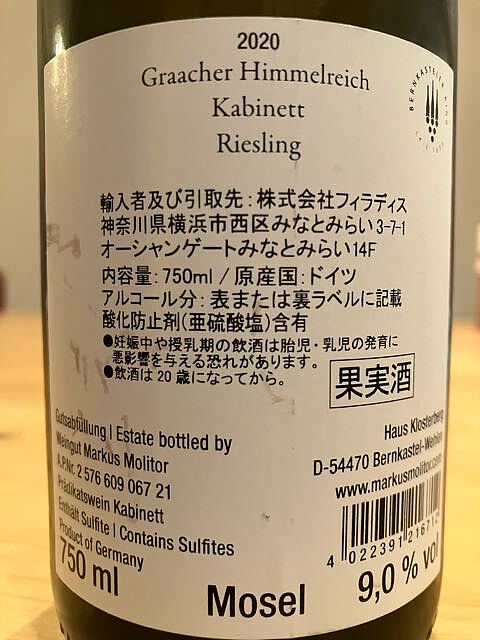 2020
Graacher Himmelreich
Kabinett
Riesling
BERNKASTELER RING
輸入者及び引取先：株式会社フィラディス
神奈川県横浜市西区みなとみらい3-7-1
オーシャンゲートみなとみらい14F
内容量：750ml / 原産国：ドイツ
アルコール分：表または裏ラベルに記載
酸化防止剤(亜硫酸塩)含有
●妊娠中や授乳期の飲酒は胎児・乳児の発育に
悪影響を与える恐れがあります。
●飲酒は20歳になってから。
果実酒
Gutsabfüllung | Estate bottled by
Weingut Markus Molitor
A.P.Nr. 2 576 609 067 21
Prädikatswein Kabinett
Enthält Sulfite | Contains Sulfites
Product of Germany
750 ml
Haus Klosterberg
D-54470 Bernkastel-Wehlen
www.markusmolitor.com
4 022391 21671
Mosel
9,0 % vol